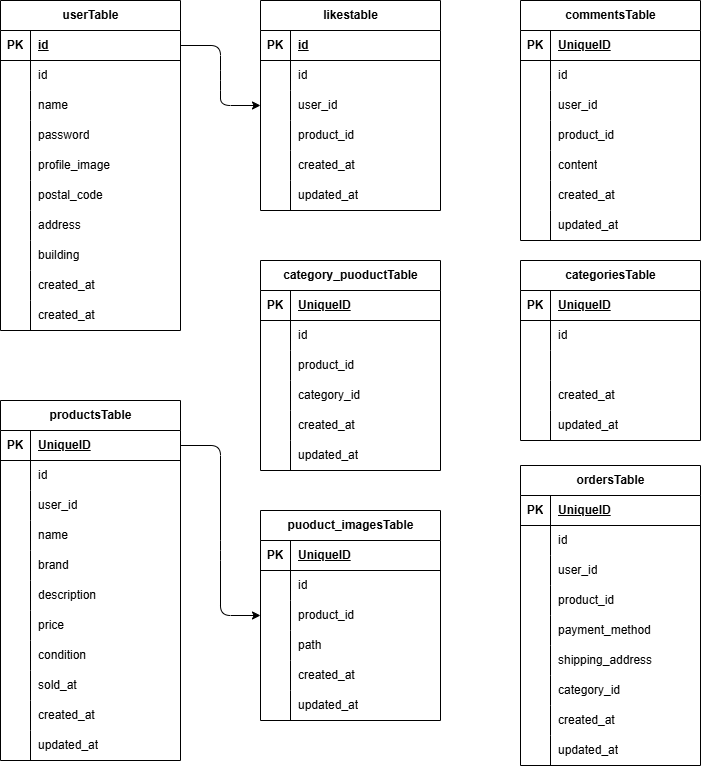 userTable
PK id
id
name
password
profile_image
postal_code
address
building
created_at
created_at
likestable
PK id
id
user_id
product_id
created_at
updated_at
commentsTable
PK UniqueID
id
user_id
product_id
content
created_at
updated_at
category_puoductTable
PK UniqueID
id
product_id
category_id
created_at
updated_at
categoriesTable
PK UniqueID
id
created_at
updated_at
productsTable
PK UniqueID
id
user_id
name
brand
description
price
condition
sold_at
created_at
updated_at
puoduct_imagesTable
PK UniqueID
id
product_id
path
created_at
updated_at
ordersTable
PK UniqueID
id
user_id
product_id
payment_method
shipping_address
category_id
created_at
updated_at